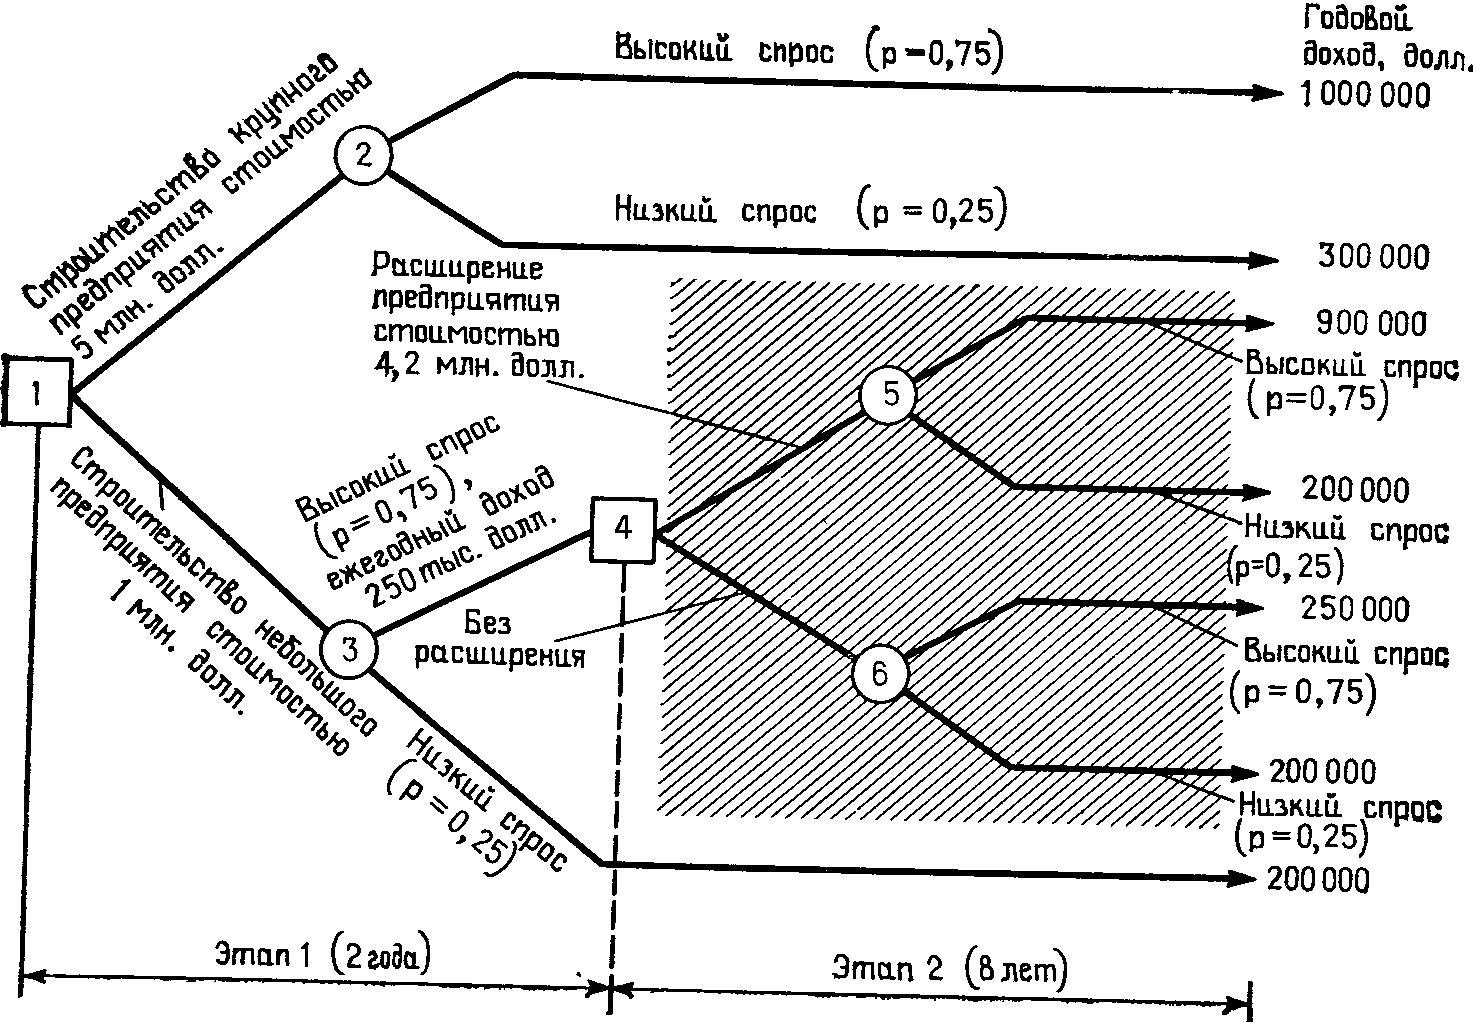 Годовой
доход, долл.
Высокий спрос (p=0,75)
1 000 000
Строительство крупного
предприятия стоимостью
5 млн. долл.
2
Низкий спрос (p = 0,25)
300 000
Расширение
предприятия
стоимостью
4,2 млн. долл.
900 000
Высокий спрос
(p=0,75)
1
5
Высокий спрос
(p=0,75),
ежегодный доход
250 тыс. долл.
200 000
Низкий спрос
(p=0,25)
4
Строительство небольшого
предприятия стоимостью
1 млн. долл.
Без
расширения
250 000
Высокий спрос
(p=0,75)
3
6
Низкий спрос
(p=0,25)
200 000
Низкий спрос
(p=0,25)
200 000
Этап 1 (2 года)
Этап 2 (8 лет)